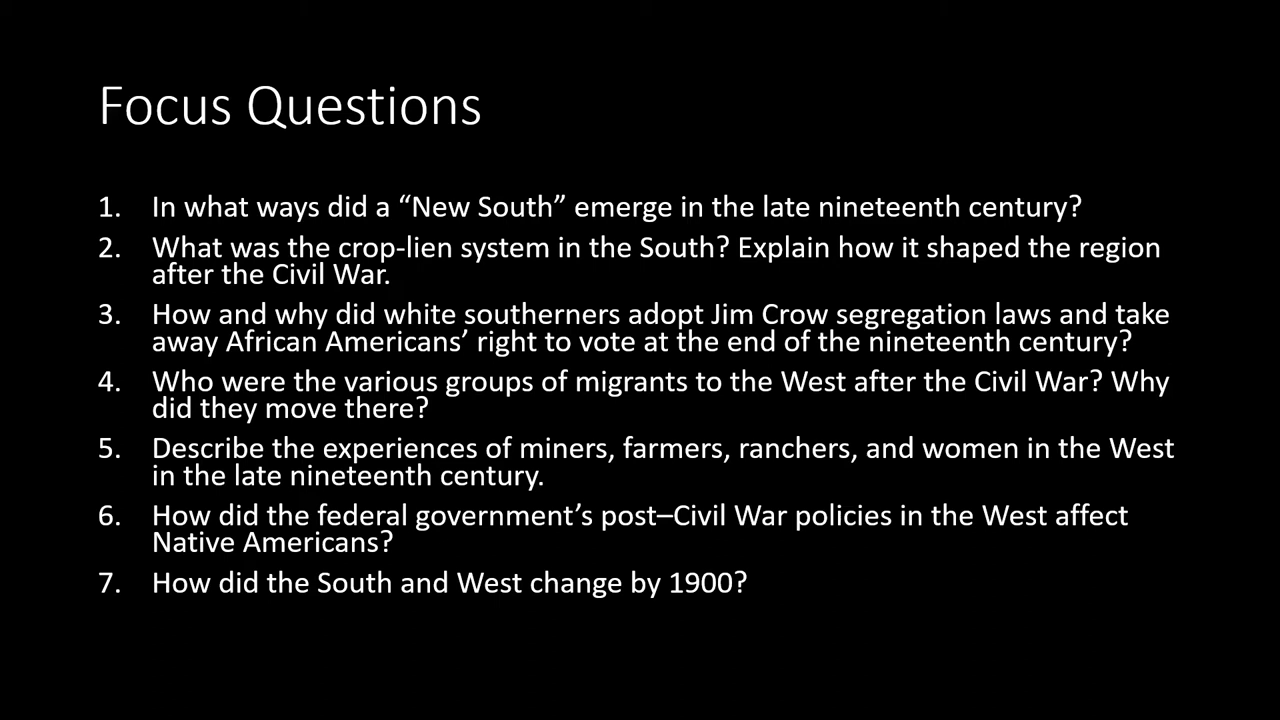 Focus Questions
1. In what ways did a “New South” emerge in the late nineteenth century?
2. What was the crop-lien system in the South? Explain how it shaped the region
after the Civil War.
3. How and why did white southerners adopt Jim Crow segregation laws and take
away African Americans’ right to vote at the end of the nineteenth century?
4. Who were the various groups of migrants to the West after the Civil War? Why
did they move there?
5. Describe the experiences of miners, farmers, ranchers, and women in the West
in the late nineteenth century.
6. How did the federal government’s post–Civil War policies in the West affect
Native Americans?
7. How did the South and West change by 1900?